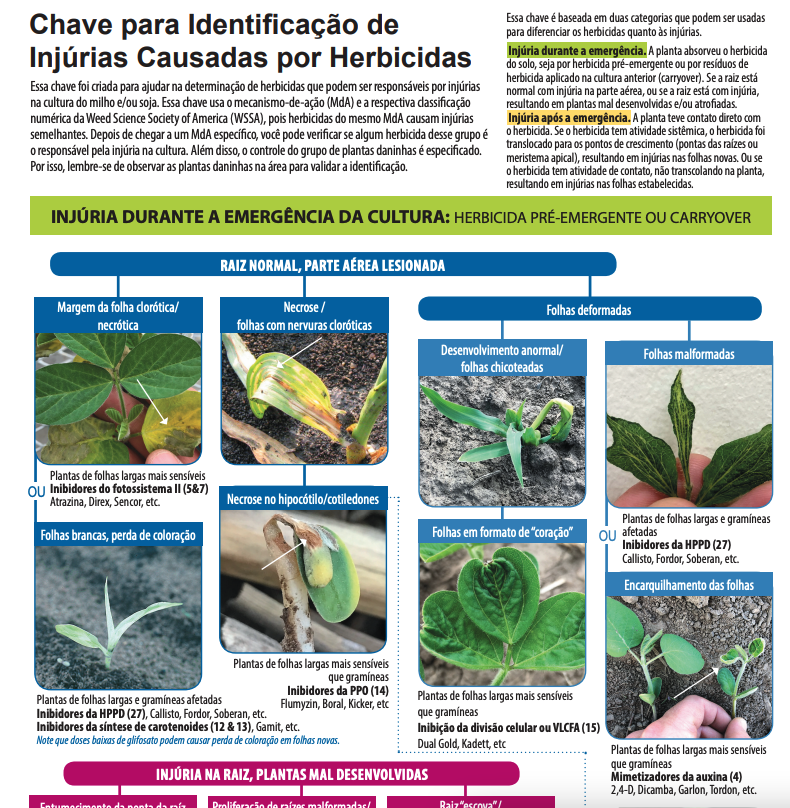 Chave para Identificação de
Injúrias Causadas por Herbicidas
Essa chave foi criada para ajudar na determinação de herbicidas que podem ser responsáveis por injúrias
na cultura do milho e/ou soja. Essa chave usa o mecanismo-de-ação (MdA) e a respectiva classificação
numérica da Weed Science Society of America (WSSA), pois herbicidas do mesmo MdA causam injúrias
semelhantes. Depois de chegar a um MdA específico, você pode verificar se algum herbicida desse grupo é
o responsável pela injúria na cultura. Além disso, o controle do grupo de plantas daninhas é especificado.
Por isso, lembre-se de observar as plantas daninhas na área para validar a identificação.
Essa chave é baseada em duas categorias que podem ser usadas
para diferenciar os herbicidas quanto às injúrias.
Injúria durante a emergência. A planta absorveu o herbicida
do solo, seja por herbicida pré-emergente ou por resíduos de
herbicida aplicado na cultura anterior (carryover). Se a raiz está
normal com injúria na parte aérea, ou se a raiz está com injúria,
resultando em plantas mal desenvolvidas e/ou atrofiadas.
Injúria após a emergência. A planta teve contato direto com
o herbicida. Se o herbicida tem atividade sistêmica, o herbicida foi
translocado para os pontos de crescimento (pontas das raízes ou
meristema apical), resultando em injúrias nas folhas novas. Ou se
o herbicida tem atividade de contato, não transcolando na planta,
resultando em injúrias nas folhas estabelecidas.
INJÚRIA DURANTE A EMERGÊNCIA DA CULTURA: HERBICIDA PRÉ-EMERGENTE OU CARRYOVER
RAIZ NORMAL, PARTE AÉREA LESIONADA
Margem da folha clorótica/
necrótica
Plantas de folhas largas mais sensíveis
Inibidores do fotossistema II (5&7)
Atrazina, Direx, Sencor, etc.
OU
Folhas brancas, perda de coloração
Plantas de folhas largas e gramíneas afetadas
Inibidores da HPPD (27), Callisto, Fordor, Soberan, etc.
Inibidores da síntese de carotenoides (12 & 13), Gamit, etc.
Note que doses baixas de glifosato podem causar perda de coloração em folhas novas.
Necrose /
folhas com nervuras cloróticas
Necrose no hipocótilo/cotiledones
Plantas de folhas largas mais sensíveis
que gramíneas
Inibidores da PPO (14)
Flumyzin, Boral, Kicker, etc
Folhas deformadas
Desenvolvimento anormal/
folhas chicoteadas
Folhas em formato de "coração"
Plantas de folhas largas mais sensíveis
que gramíneas
Inibição da divisão celular ou VLCFA (15)
Dual Gold, Kadett, etc
Folhas malformadas
Plantas de folhas largas e gramíneas
afetadas
Inibidores da HPPD (27)
Callisto, Fordor, Soberan, etc.
OU
Encarquilhamento das folhas
Plantas de folhas largas mais sensíveis
que gramíneas
Mimetizadores da auxina (4)
2,4-D, Dicamba, Garlon, Tordon, etc.
INJÚRIA NA RAIZ, PLANTAS MAL DESENVOLVIDAS
Entumecimento da ponta da raiz
Proliferação de raízes malformadas/
Raiz "escova"/